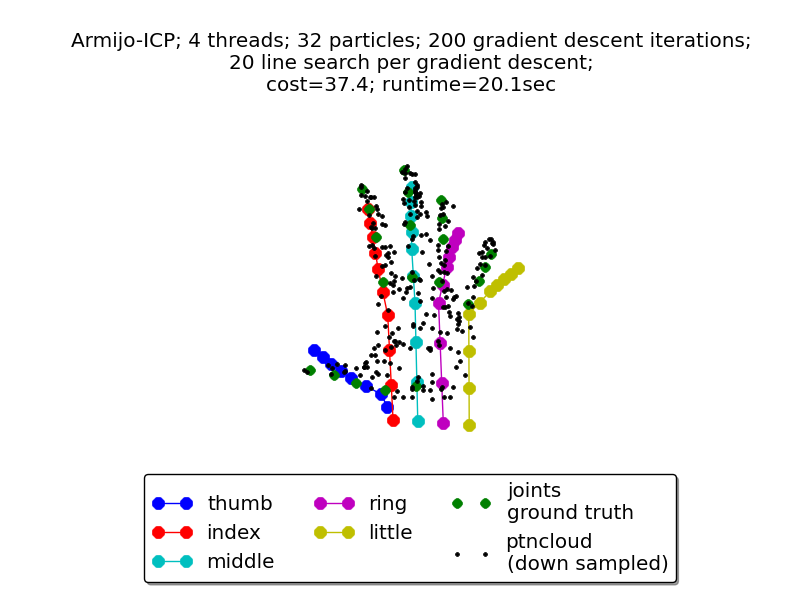 Armijo-ICP; 4 threads; 32 particles; 200 gradient descent iterations;
20 line search per gradient descent;
cost=37.4; runtime=20.1sec
thumb
index
middle
ring
little
joints
ground truth
ptncloud
(down sampled)